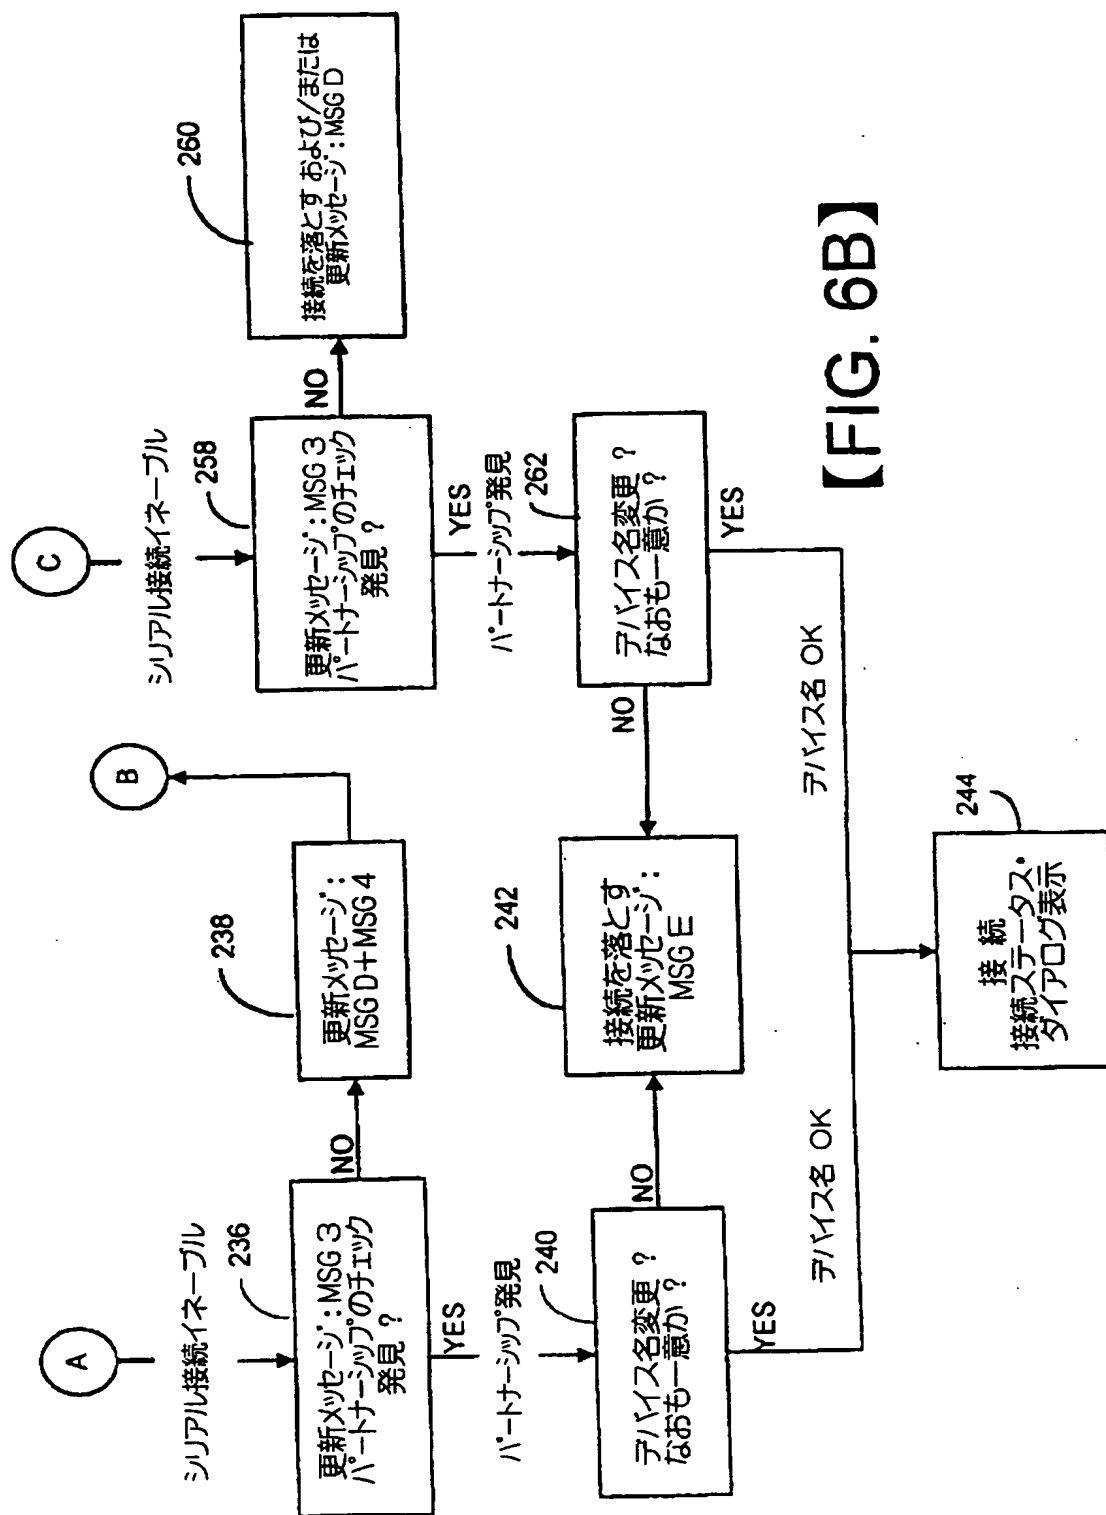 A
シリアル接続イネーブル
236
更新メッセージ:MSG 3
パートナーシップのチェック
発見 ?
NO
238
更新メッセージ:
MSG D+MSG 4
B
YES
パートナーシップ発見
240
デバイス名変更 ?
なおも一意か ?
NO
242
接続を落とす
更新メッセージ:
MSG E
YES
デバイス名 OK
C
シリアル接続イネーブル
258
更新メッセージ:MSG 3
パートナーシップのチェック
発見 ?
NO
260
接続を落とす および/または
更新メッセージ:MSG D
YES
パートナーシップ発見
262
デバイス名変更 ?
なおも一意か ?
NO
YES
デバイス名 OK
244
接 続
接続ステータス・
ダイアログ表示
【FIG. 6B】